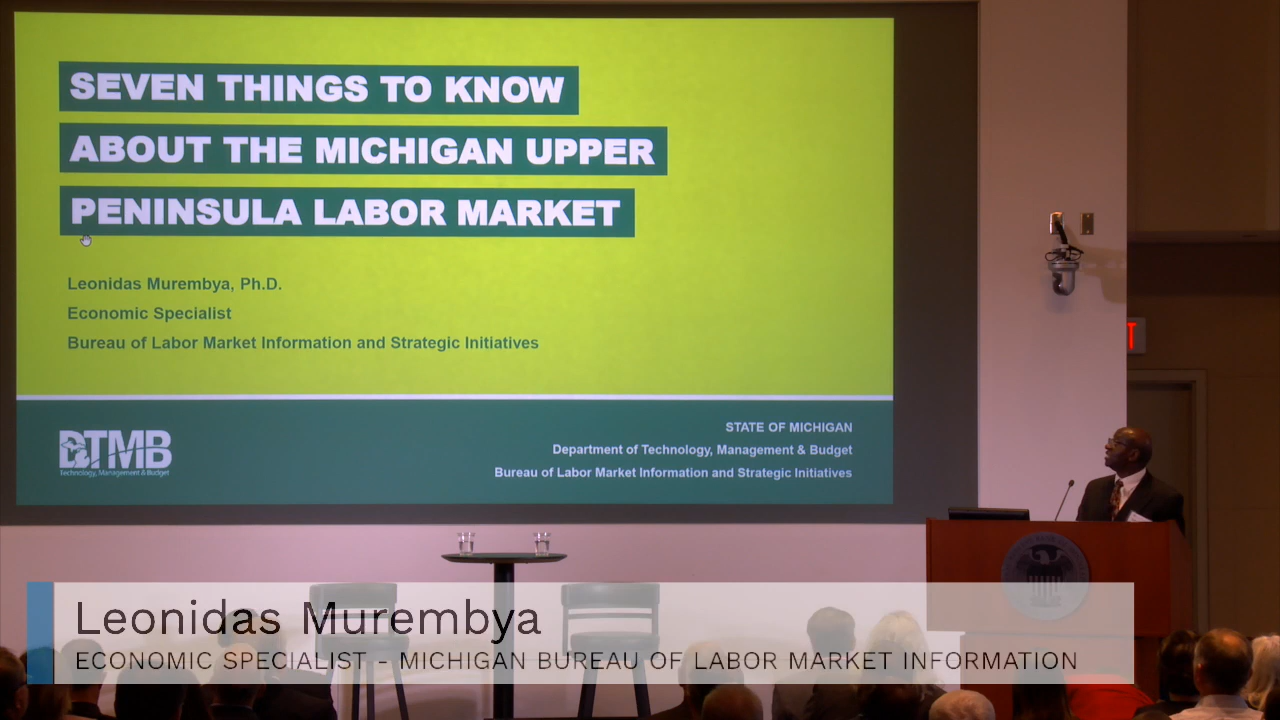 SEVEN THINGS TO KNOW
ABOUT THE MICHIGAN UPPER
PENINSULA LABOR MARKET
Leonidas Murembya, Ph.D.
Economic Specialist
Bureau of Labor Market Information and Strategic Initiatives
DTMB
Technology, Management & Budget
STATE OF MICHIGAN
Department of Technology, Management & Budget
Bureau of Labor Market Information and Strategic Initiatives
T
Leonidas Murembya
ECONOMIC SPECIALIST - MICHIGAN BUREAU OF LABOR MARKET INFORMATION